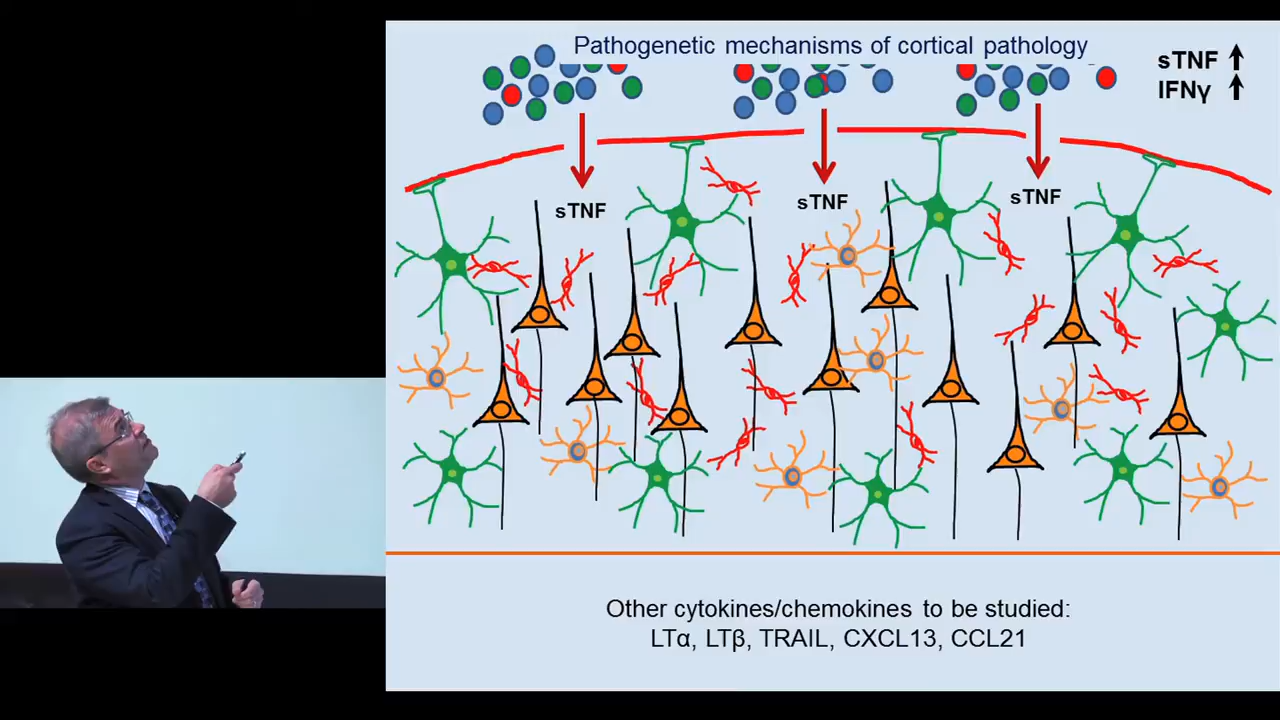 Pathogenetic mechanisms of cortical pathology
sTNF
IFNγ
sTNF
sTNF
sTNF
Other cytokines/chemokines to be studied:
LTα, LTβ, TRAIL, CXCL13, CCL21